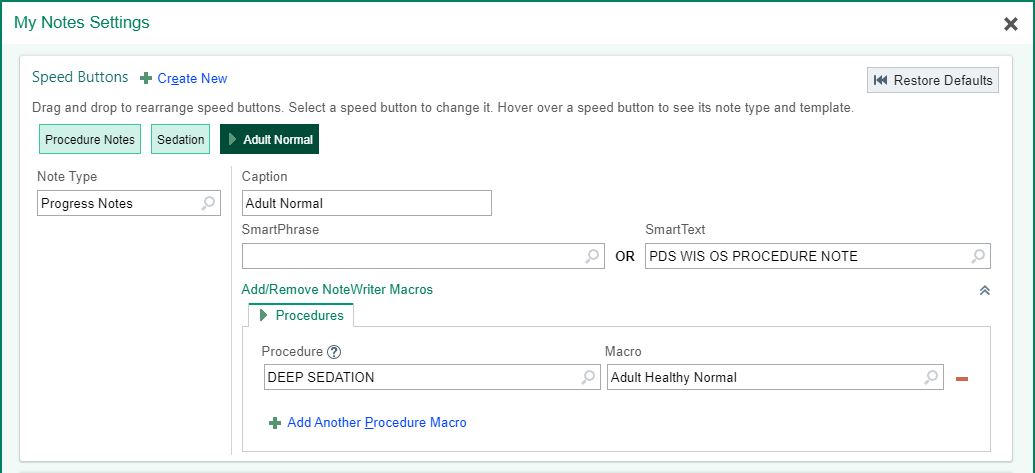 My Notes Settings
Speed Buttons Create New
Restore Defaults
Drag and drop to rearrange speed buttons. Select a speed button to change it. Hover over a speed button to see its note type and template.
Procedure Notes Sedation Adult Normal
Note Type Caption
Progress Notes Adult Normal
SmartPhrase SmartText
OR PDS WIS OS PROCEDURE NOTE
Add/Remove NoteWriter Macros
Procedures
Procedure ? Macro
DEEP SEDATION Adult Healthy Normal
Add Another Procedure Macro